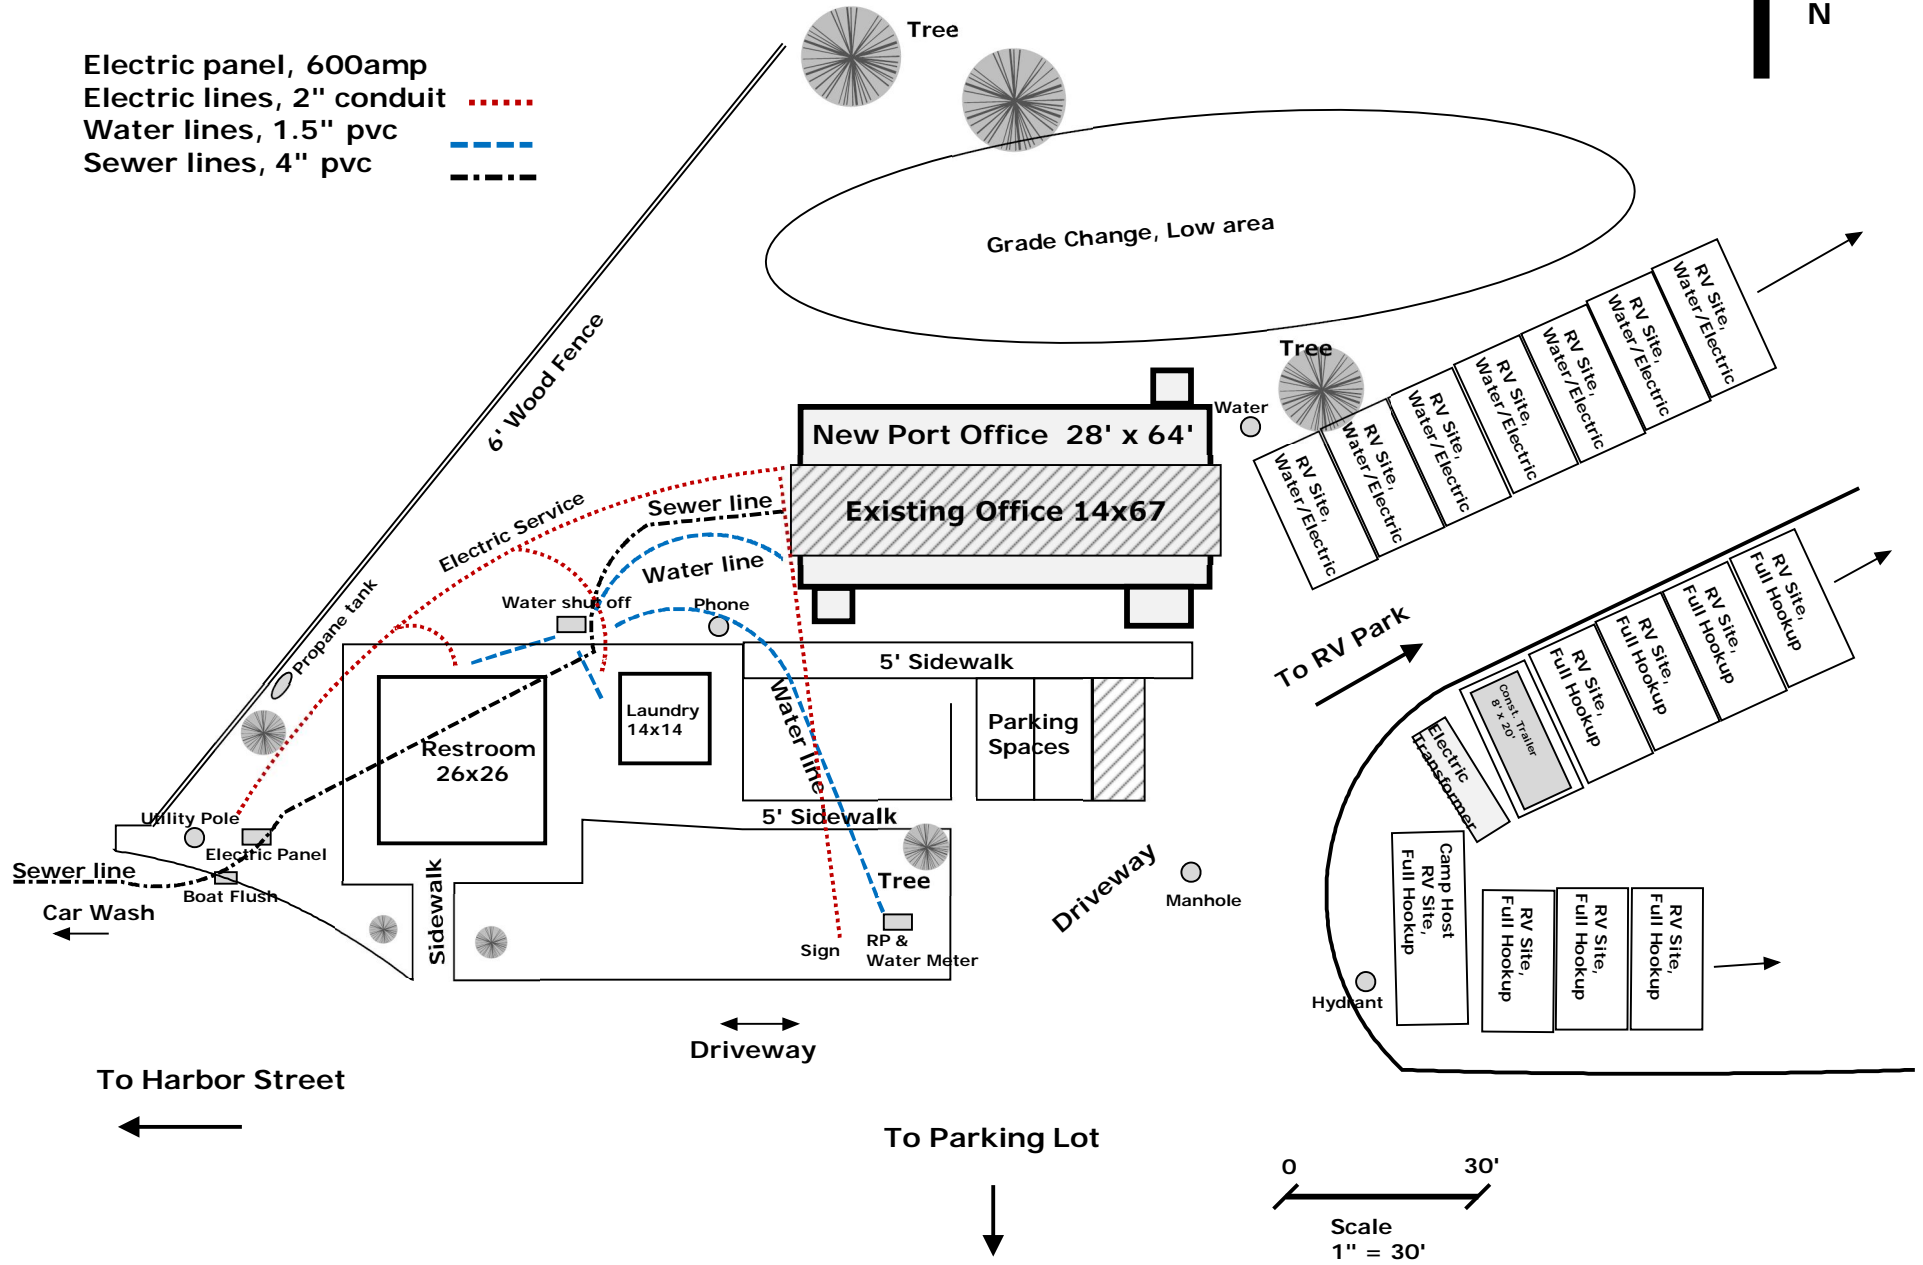 N
Tree
Electric panel, 600amp
Electric lines, 2" conduit
Water lines, 1.5" pvc
Sewer lines, 4" pvc
Grade Change, Low area
6' Wood Fence
Tree
Water
New Port Office 28' x 64'
Existing Office 14x67
RV Site,
Water/Electric
RV Site,
Water/Electric
RV Site,
Water/Electric
RV Site,
Water/Electric
RV Site,
Water/Electric
RV Site,
Water/Electric
RV Site,
Water/Electric
Electric Service
Sewer line
Water line
Water shut off
Phone
Propane tank
5' Sidewalk
Laundry
14x14
Restroom
26x26
Water line
Parking
Spaces
5' Sidewalk
To RV Park
RV Site,
Full Hookup
RV Site,
Full Hookup
RV Site,
Full Hookup
RV Site,
Full Hookup
Const. Trailer
8' x 20'
Electric
Transformer
Utility Pole
Electric Panel
Sewer line
Boat Flush
Car Wash
Sidewalk
Tree
Sign
RP &
Water Meter
Driveway
Manhole
Camp Host
RV Site,
Full Hookup
RV Site,
Full Hookup
RV Site,
Full Hookup
RV Site,
Full Hookup
Hydrant
Driveway
To Harbor Street
To Parking Lot
0 30'
Scale
1" = 30'